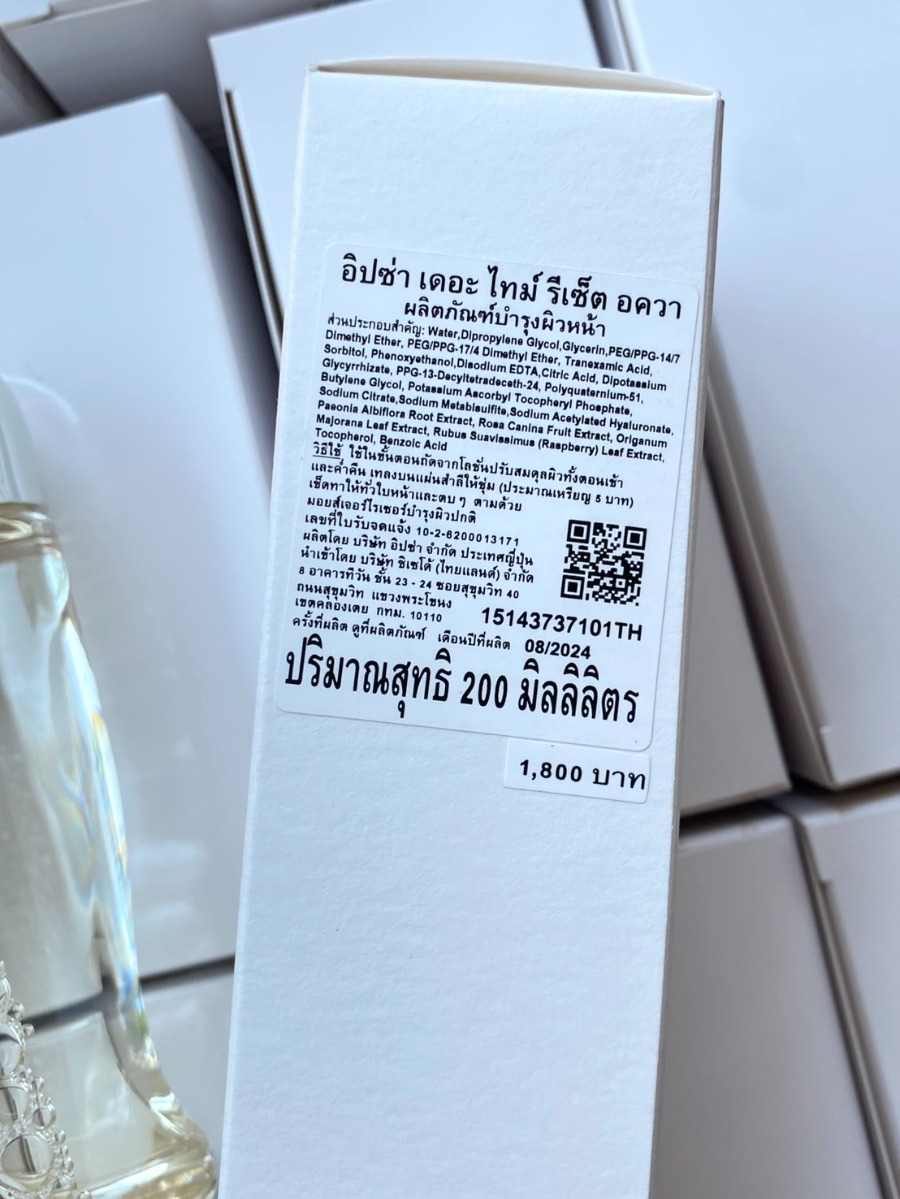 อิปซ่า เดอะ ไทม์ รีเซ็ต อควา
ผลิตภัณฑ์บำรุงผิวหน้า
ส่วนประกอบสำคัญ: Water,Dipropylene Glycol,Glycerin,PEG/PPG-14/7
Dimethyl Ether, PEG/PPG-17/4 Dimethyl Ether, Tranexamic Acid,
Sorbitol, Phenoxyethanol,Disodium EDTA,Citric Acid, Dipotassium
Glycyrrhizate, PPG-13-Decyltetradeceth-24, Polyquaternium-51,
Butylene Glycol, Potassium Ascorbyl Tocopheryl Phosphate,
Sodium Citrate,Sodium Metabisulfite,Sodium Acetylated Hyaluronate,
Paeonia Albiflora Root Extract, Rosa Canina Fruit Extract, Origanum
Majorana Leaf Extract, Rubus Suavissimus (Raspberry) Leaf Extract,
Tocopherol, Benzoic Acid
วิธีใช้ ใช้ในขั้นตอนถัดจากโลชั่นปรับสมดุลผิวทั้งตอนเช้า
และค่ำคืน เทลงบนแผ่นสำลีให้ชุ่ม (ประมาณเหรียญ 5 บาท)
เช็ดทาให้ทั่วใบหน้าและตบๆ ตามด้วย
มอยส์เจอร์ไรเซอร์บำรุงผิวปกติ
เลขที่ใบรับจดแจ้ง 10-2-6200013171
ผลิตโดย บริษัท อิปซ่า จำกัด ประเทศญี่ปุ่น
นำเข้าโดย บริษัท ชิเซโด้ (ไทยแลนด์) จำกัด
8 อาคารทีวัน ชั้น 23 - 24 ซอยสุขุมวิท 40
ถนนสุขุมวิท แขวงพระโขนง
เขตคลองเตย กทม. 10110
15143737101TH
ครั้งที่ผลิต ดูที่ผลิตภัณฑ์ เดือนปีที่ผลิต 08/2024
ปริมาณสุทธิ 200 มิลลิลิตร
1,800 บาท